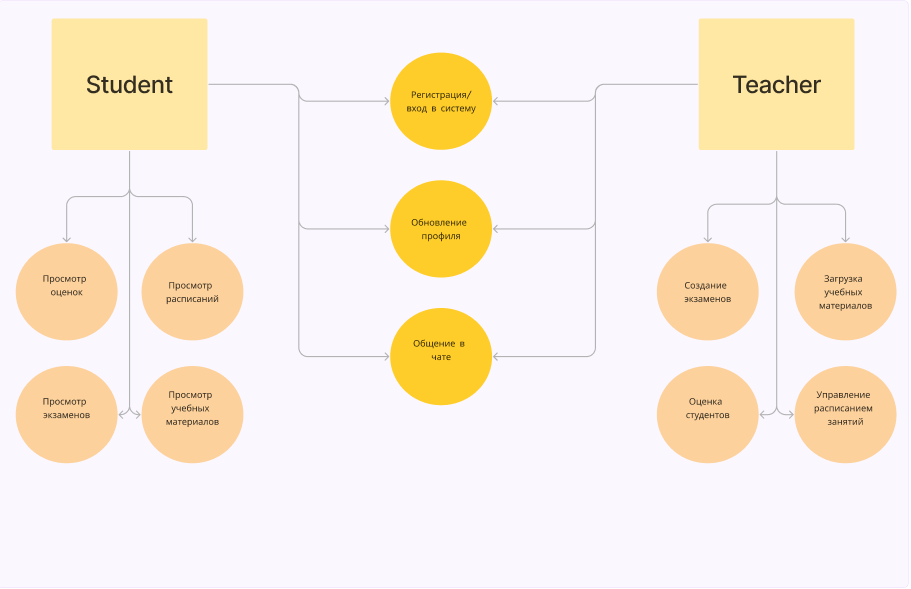 Student
Teacher
Регистрация/
вход в систему
Обновление
профиля
Общение в
чате
Просмотр
оценок
Просмотр
расписаний
Просмотр
экзаменов
Просмотр
учебных
материалов
Создание
экзаменов
Загрузка
учебных
материалов
Оценка
студентов
Управление
расписанием
занятий